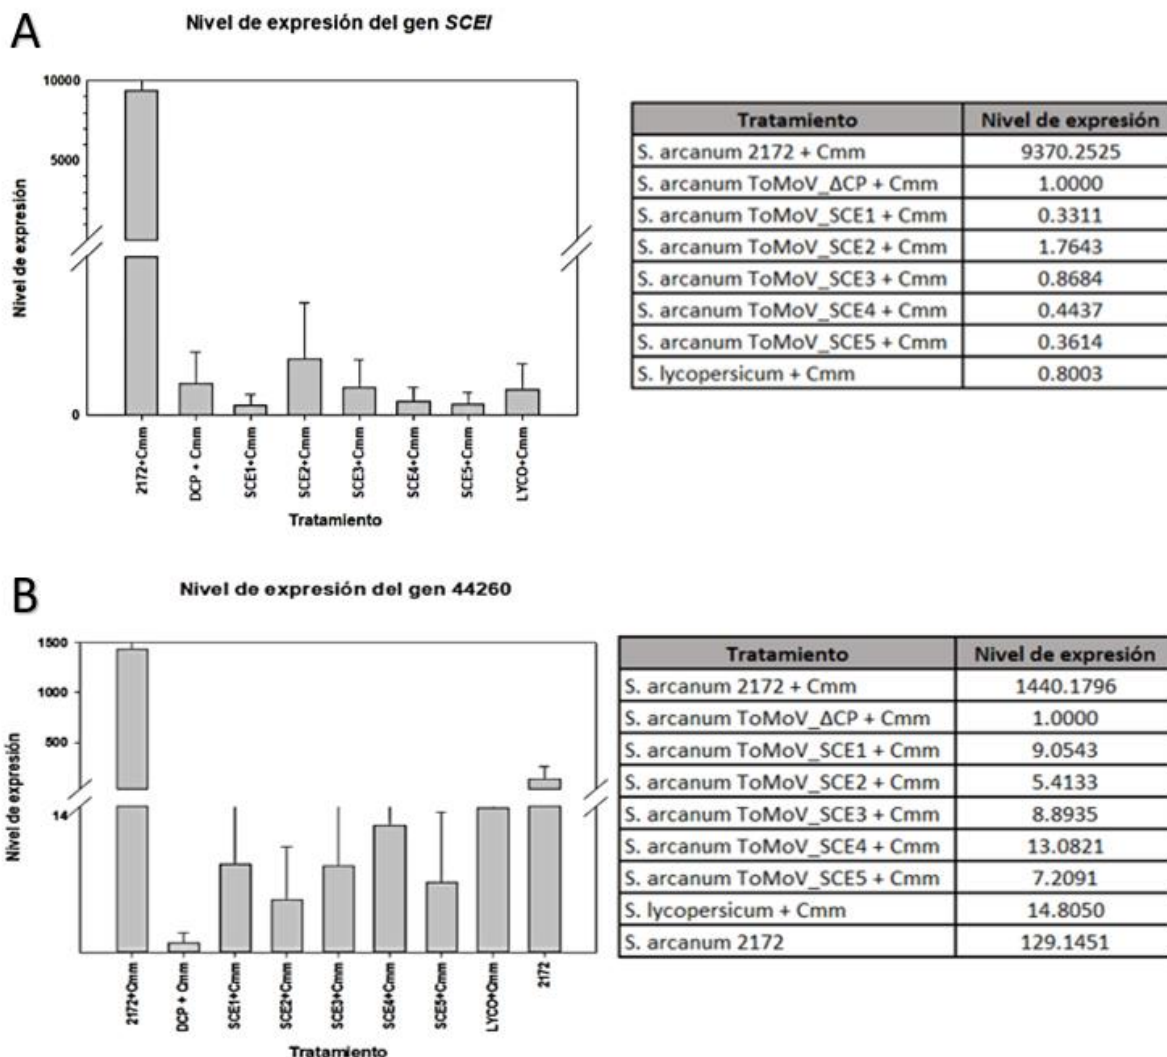 A
Nivel de expresión del gen SCEI
Nivel de expresión
10000
5000
0
2172+Cmm
DCP + Cmm
SCE1+Cmm
SCE2+Cmm
SCE3+Cmm
SCE4+Cmm
SCE5+Cmm
LYCO+Cmm
Tratamiento
Tratamiento Nivel de expresión
S. arcanum 2172 + Cmm 9370.2525
S. arcanum ToMoV_ΔCP + Cmm 1.0000
S. arcanum ToMoV_SCE1 + Cmm 0.3311
S. arcanum ToMoV_SCE2 + Cmm 1.7643
S. arcanum ToMoV_SCE3 + Cmm 0.8684
S. arcanum ToMoV_SCE4 + Cmm 0.4437
S. arcanum ToMoV_SCE5 + Cmm 0.3614
S. lycopersicum + Cmm 0.8003
B
Nivel de expresión del gen 44260
Nivel de expresión
1500
1000
500
14
2172+Cmm
DCP + Cmm
SCE1+Cmm
SCE2+Cmm
SCE3+Cmm
SCE4+Cmm
SCE5+Cmm
LYCO+Cmm
2172
Tratamiento
Tratamiento Nivel de expresión
S. arcanum 2172 + Cmm 1440.1796
S. arcanum ToMoV_ΔCP + Cmm 1.0000
S. arcanum ToMoV_SCE1 + Cmm 9.0543
S. arcanum ToMoV_SCE2 + Cmm 5.4133
S. arcanum ToMoV_SCE3 + Cmm 8.8935
S. arcanum ToMoV_SCE4 + Cmm 13.0821
S. arcanum ToMoV_SCE5 + Cmm 7.2091
S. lycopersicum + Cmm 14.8050
S. arcanum 2172 129.1451